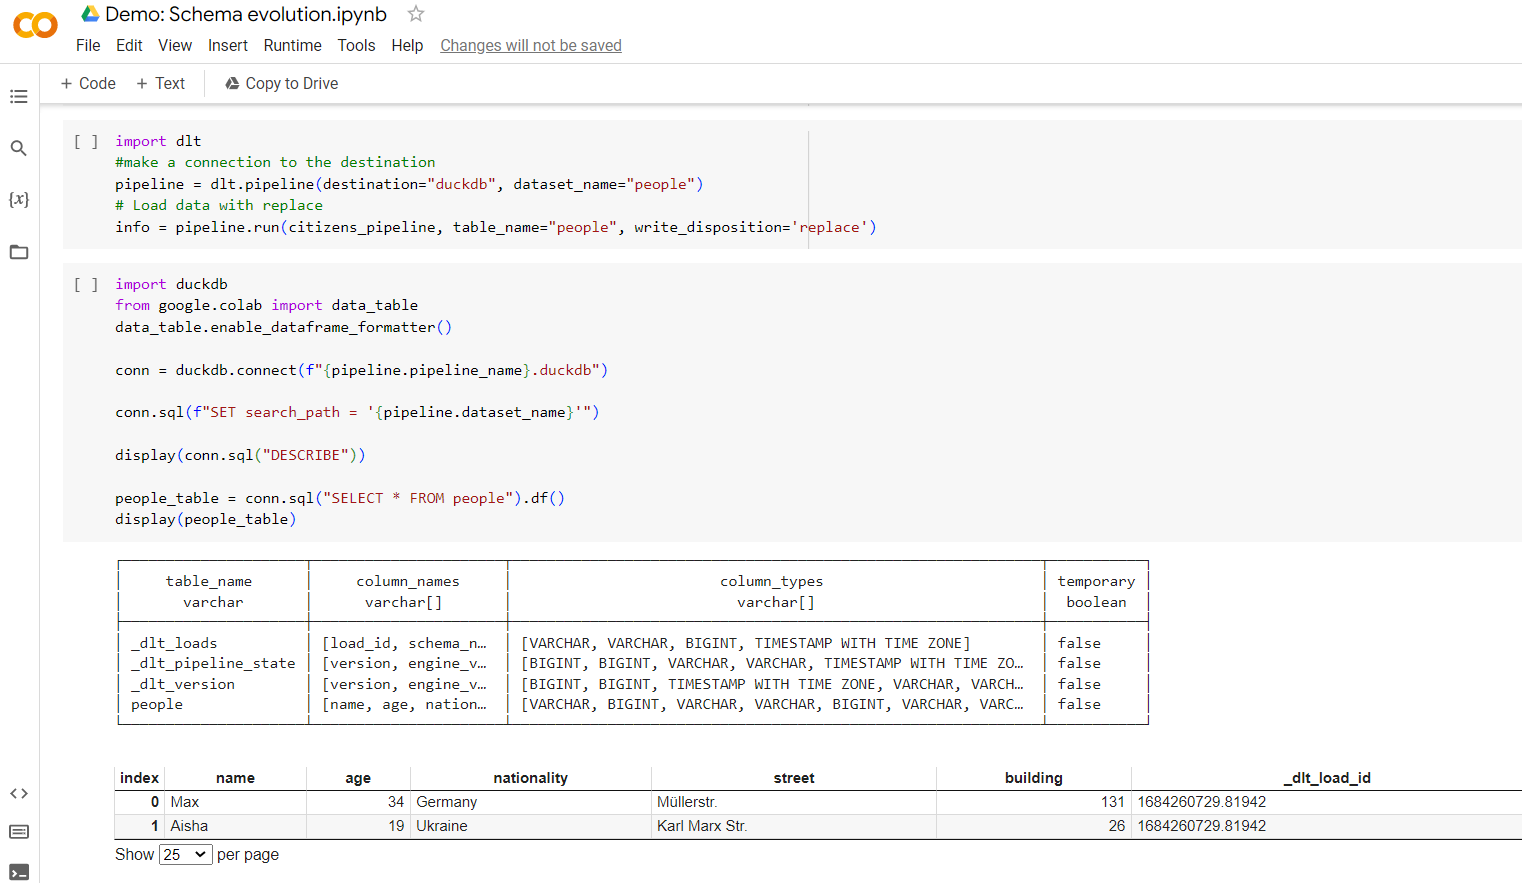 Demo: Schema evolution.ipynb
File Edit View Insert Runtime Tools Help Changes will not be saved
+ Code + Text Copy to Drive
[ ] import dlt
#make a connection to the destination
pipeline = dlt.pipeline(destination="duckdb", dataset_name="people")
# Load data with replace
info = pipeline.run(citizens_pipeline, table_name="people", write_disposition='replace')
[ ] import duckdb
from google.colab import data_table
data_table.enable_dataframe_formatter()
conn = duckdb.connect(f"{pipeline.pipeline_name}.duckdb")
conn.sql(f"SET search_path = '{pipeline.dataset_name}'")
display(conn.sql("DESCRIBE"))
people_table = conn.sql("SELECT * FROM people").df()
display(people_table)
table_name column_names column_types temporary
varchar varchar[] varchar[] boolean
_dlt_loads [load_id, schema_n… [VARCHAR, VARCHAR, BIGINT, TIMESTAMP WITH TIME ZONE] false
_dlt_pipeline_state [version, engine_v… [BIGINT, BIGINT, VARCHAR, VARCHAR, TIMESTAMP WITH TIME ZO… false
_dlt_version [version, engine_v… [BIGINT, BIGINT, TIMESTAMP WITH TIME ZONE, VARCHAR, VARCH… false
people [name, age, nation… [VARCHAR, BIGINT, VARCHAR, VARCHAR, BIGINT, VARCHAR, VARC… false
index name age nationality street building _dlt_load_id
0 Max 34 Germany Müllerstr. 131 1684260729.81942
1 Aisha 19 Ukraine Karl Marx Str. 26 1684260729.81942
Show 25 per page